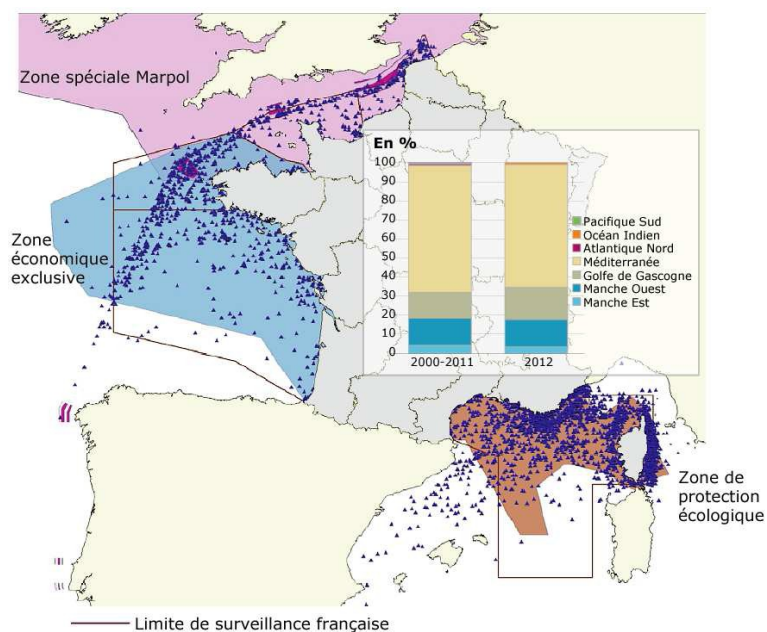 Zone spéciale Marpol
En %
100
90
80
70
60
50
40
30
20
10
0
2000-2011
2012
Pacifique Sud
Océan Indien
Atlantique Nord
Méditerranée
Golfe de Gascogne
Manche Ouest
Manche Est
Zone
économique
exclusive
Zone de
protection
écologique
Limite de surveillance française